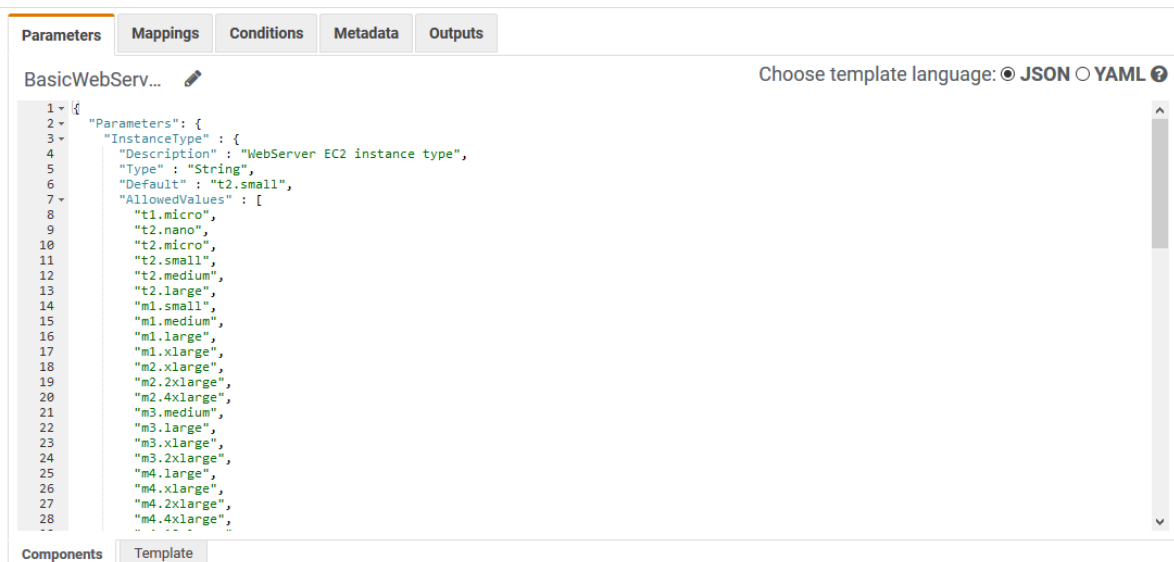 Parameters Mappings Conditions Metadata Outputs
BasicWebServ... Choose template language: JSON YAML ?
1 {
2 "Parameters": {
3 "InstanceType" : {
4 "Description" : "WebServer EC2 instance type",
5 "Type" : "String",
6 "Default" : "t2.small",
7 "AllowedValues" : [
8 "t1.micro",
9 "t2.nano",
10 "t2.micro",
11 "t2.small",
12 "t2.medium",
13 "t2.large",
14 "m1.small",
15 "m1.medium",
16 "m1.large",
17 "m1.xlarge",
18 "m2.xlarge",
19 "m2.2xlarge",
20 "m2.4xlarge",
21 "m3.medium",
22 "m3.large",
23 "m3.xlarge",
24 "m3.2xlarge",
25 "m4.large",
26 "m4.xlarge",
27 "m4.2xlarge",
28 "m4.4xlarge",
Components Template